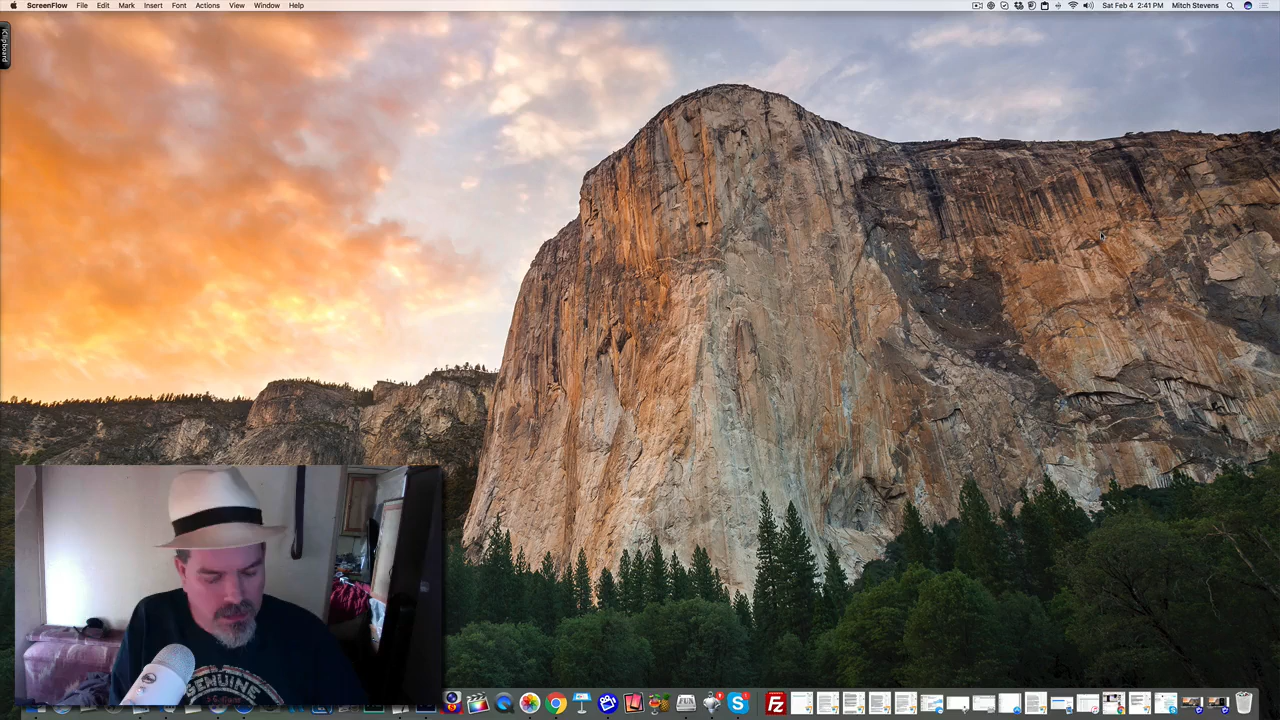 ScreenFlow File Edit Mark Insert Font Actions View Window Help Sat Feb 4 2:41 PM Mitch Stevens
iClipboard
GENUINE